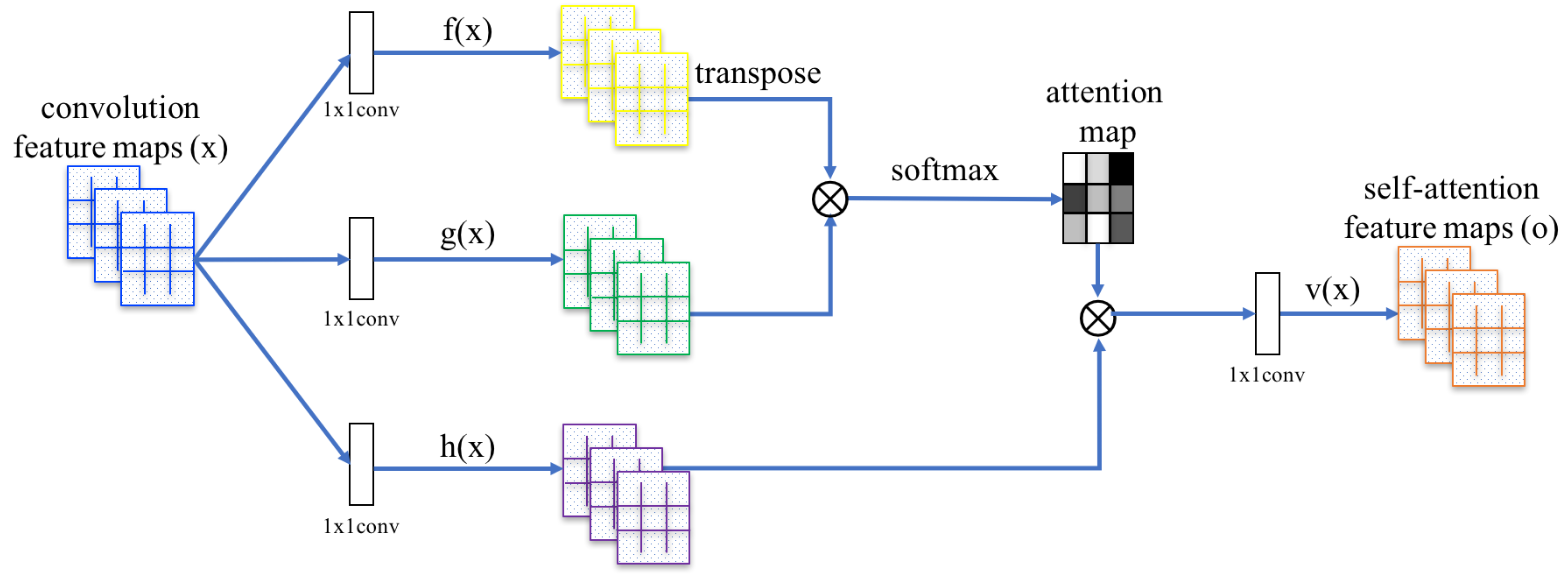 convolution
feature maps (x)
f(x)
1x1conv
transpose
g(x)
1x1conv
h(x)
1x1conv
softmax
attention
map
v(x)
1x1conv
self-attention
feature maps (o)